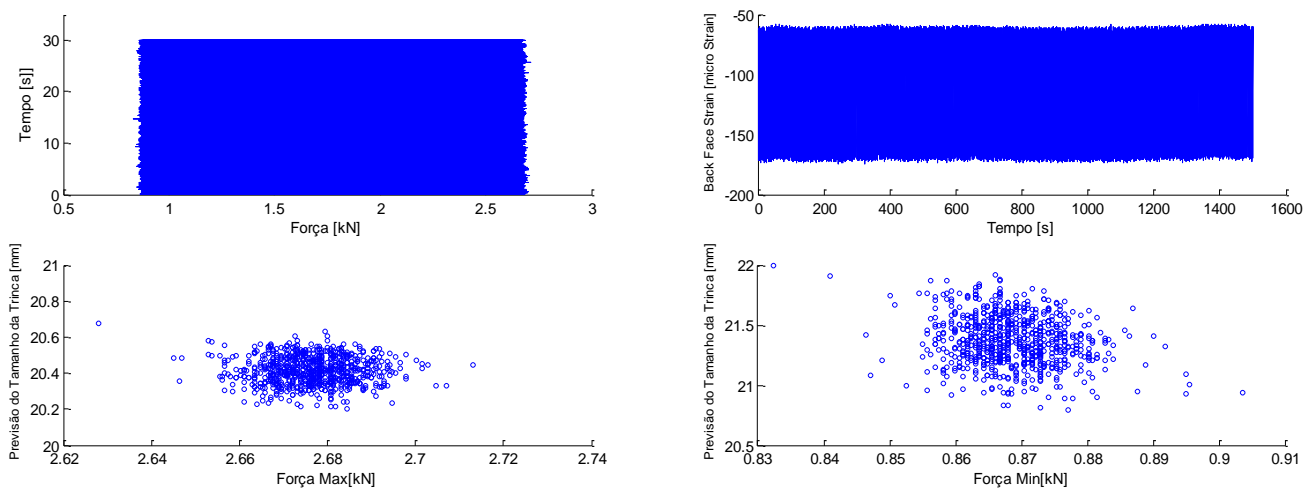 30
20
10
0
Tempo [s]]
0.5 1 1.5 2 2.5 3
Força [kN]
-50
-100
-150
-200
Back Face Strain [micro Strain]
0 200 400 600 800 1000 1200 1400 1600
Tempo [s]
21
20.8
20.6
20.4
20.2
20
Previsão do Tamanho da Trinca [mm]
2.62 2.64 2.66 2.68 2.7 2.72 2.74
Força Max[kN]
22
21.5
21
20.5
Previsão do Tamanho da Trinca [mm]
0.83 0.84 0.85 0.86 0.87 0.88 0.89 0.9 0.91
Força Min[kN]